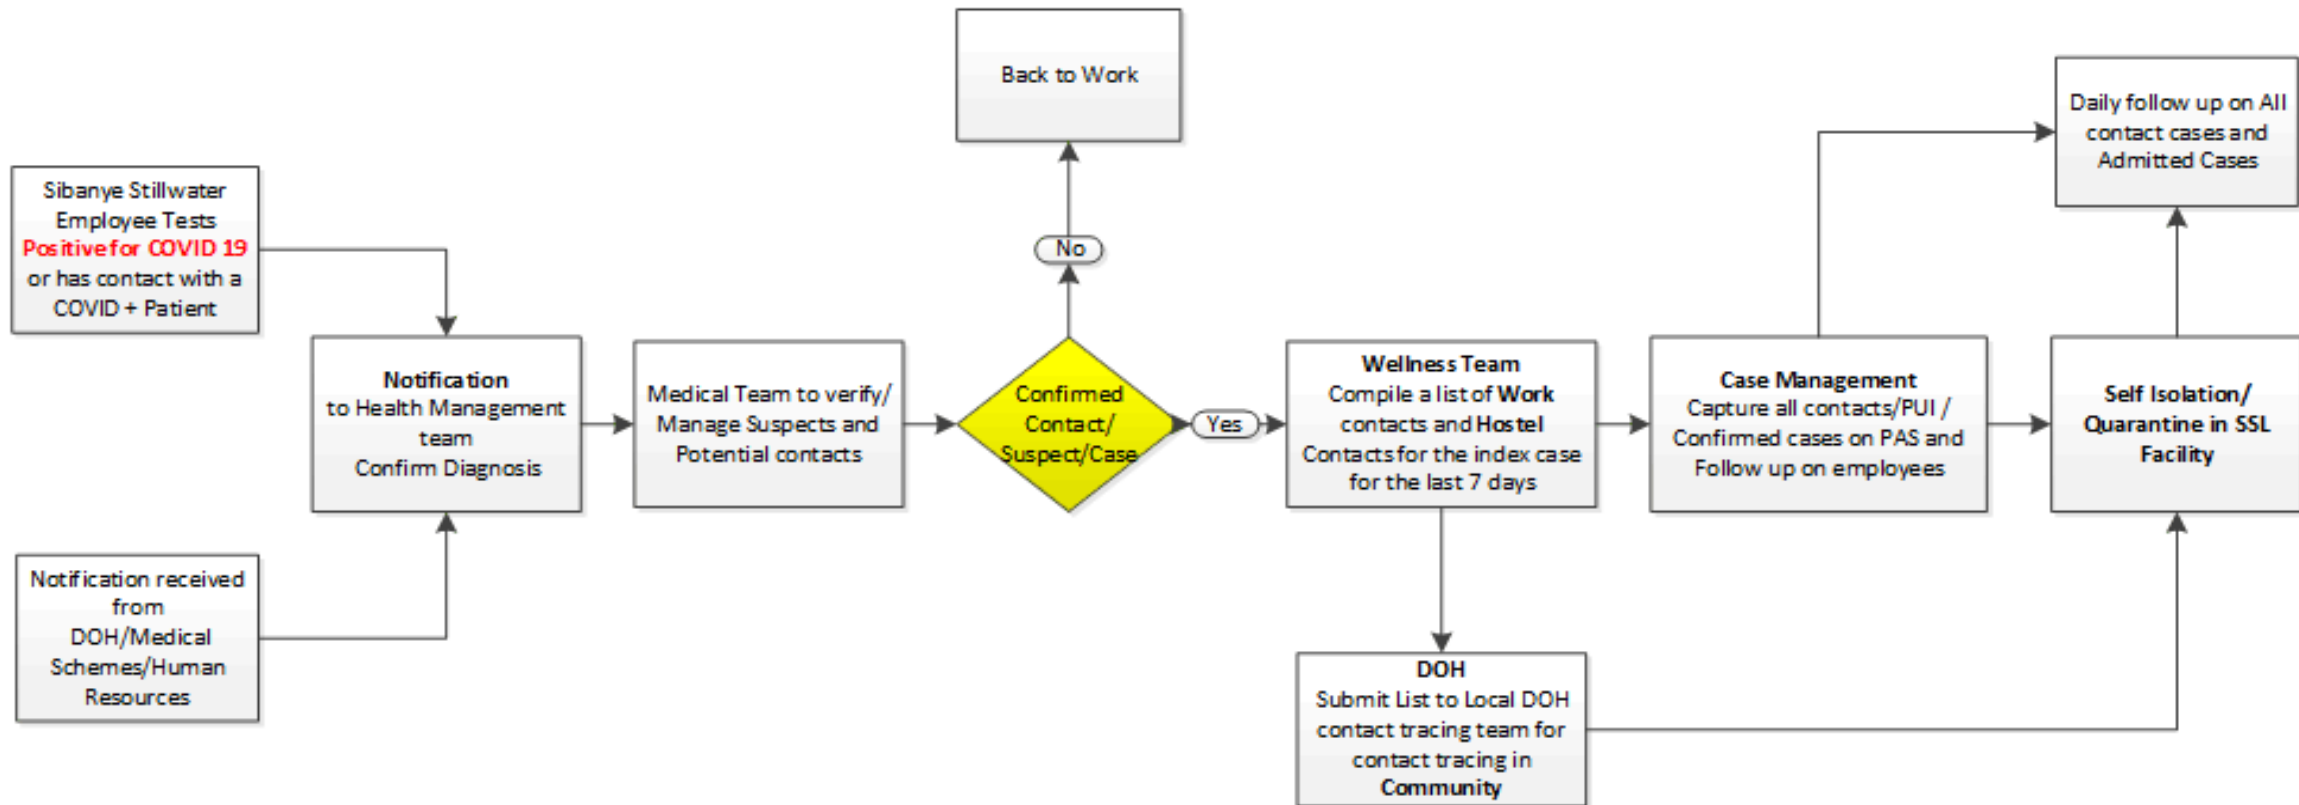 Sibanye Stillwater
Employee Tests
Positive for COVID 19
or has contact with a
COVID + Patient
Notification received
from
DOH/Medical
Schemes/Human
Resources
Notification
to Health Management
team
Confirm Diagnosis
Medical Team to verify/
Manage Suspects and
Potential contacts
Confirmed
Contact/
Suspect/Case
No
Back to Work
Yes
Wellness Team
Compile a list of Work
contacts and Hostel
Contacts for the index case
for the last 7 days
DOH
Submit List to Local DOH
contact tracing team for
contact tracing in
Community
Case Management
Capture all contacts/PUI /
Confirmed cases on PAS and
Follow up on employees
Self Isolation/
Quarantine in SSL
Facility
Daily follow up on All
contact cases and
Admitted Cases